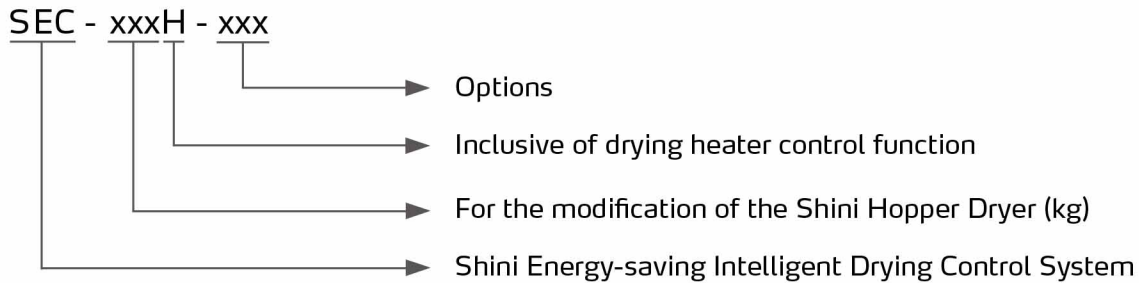 SEC - xxxH - xxx
Options
Inclusive of drying heater control function
For the modification of the Shini Hopper Dryer (kg)
Shini Energy-saving Intelligent Drying Control System